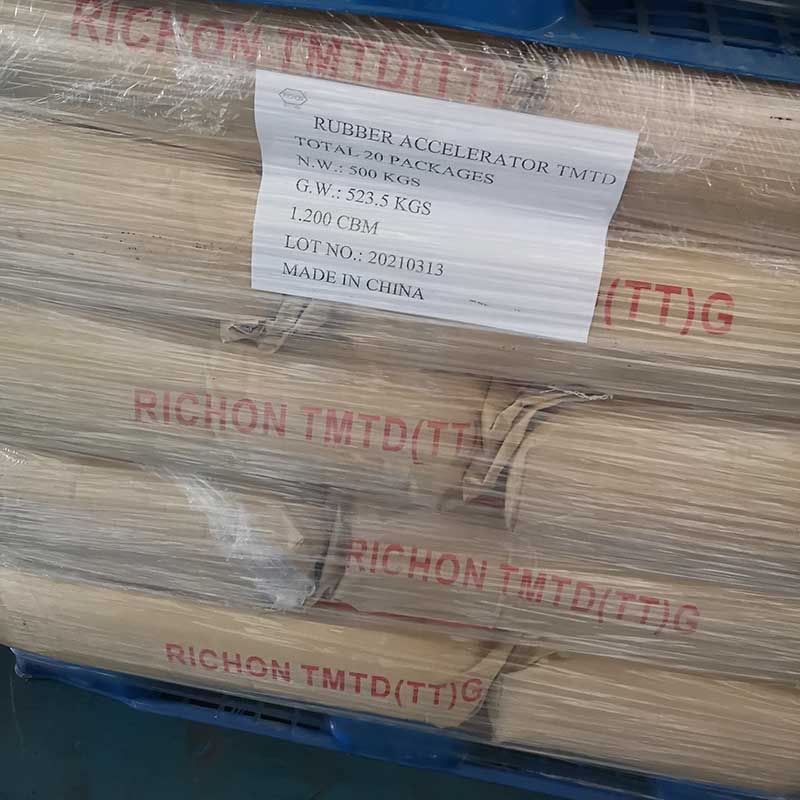 RICHON TMTD(TT)
RUBBER ACCELERATOR TMTD
TOTAL 20 PACKAGES
N.W.: 500 KGS
G.W.: 523.5 KGS
1.200 CBM
LOT NO.: 20210313
MADE IN CHINA
(TT)G
RICHON TMTD(TT
RICHON TMTD(TT)G
RICHON TMTD(TT)G